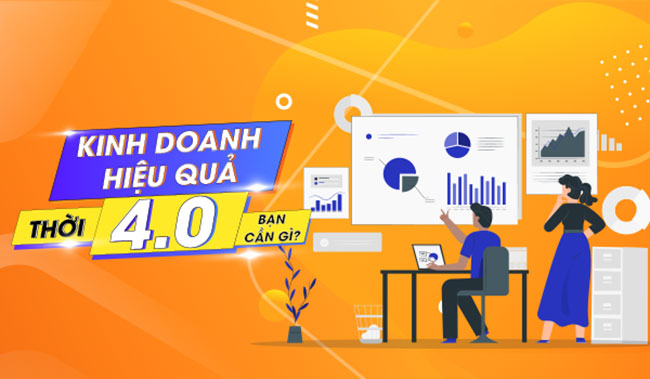 KINH DOANH
HIỆU QUẢ
THỜI 4.0
BẠN
CẦN GÌ?